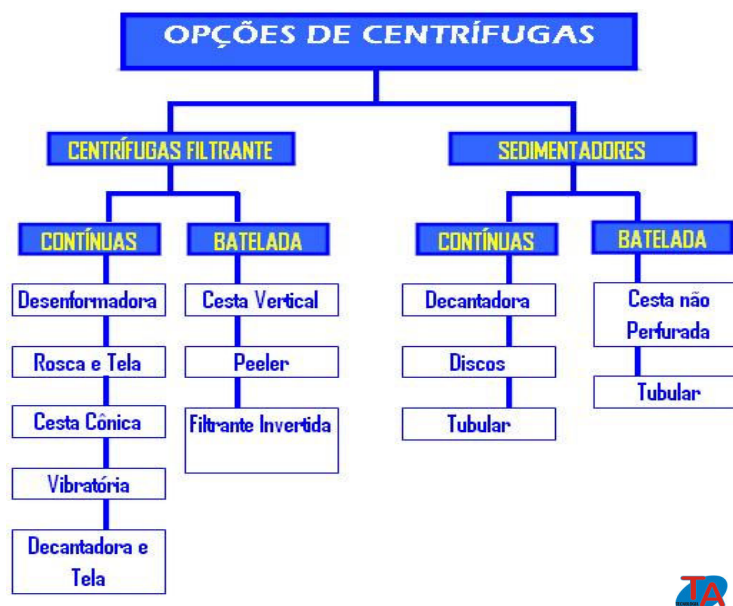 OPÇÕES DE CENTRÍFUGAS
CENTRÍFUGAS FILTRANTE
SEDIMENTADORES
CONTÍNUAS
BATELADA
CONTÍNUAS
BATELADA
Desenformadora
Rosca e Tela
Cesta Cônica
Vibratória
Decantadora e
Tela
Cesta Vertical
Peeler
Filtrante Invertida
Decantadora
Discos
Tubular
Cesta não
Perfurada
Tubular
TA